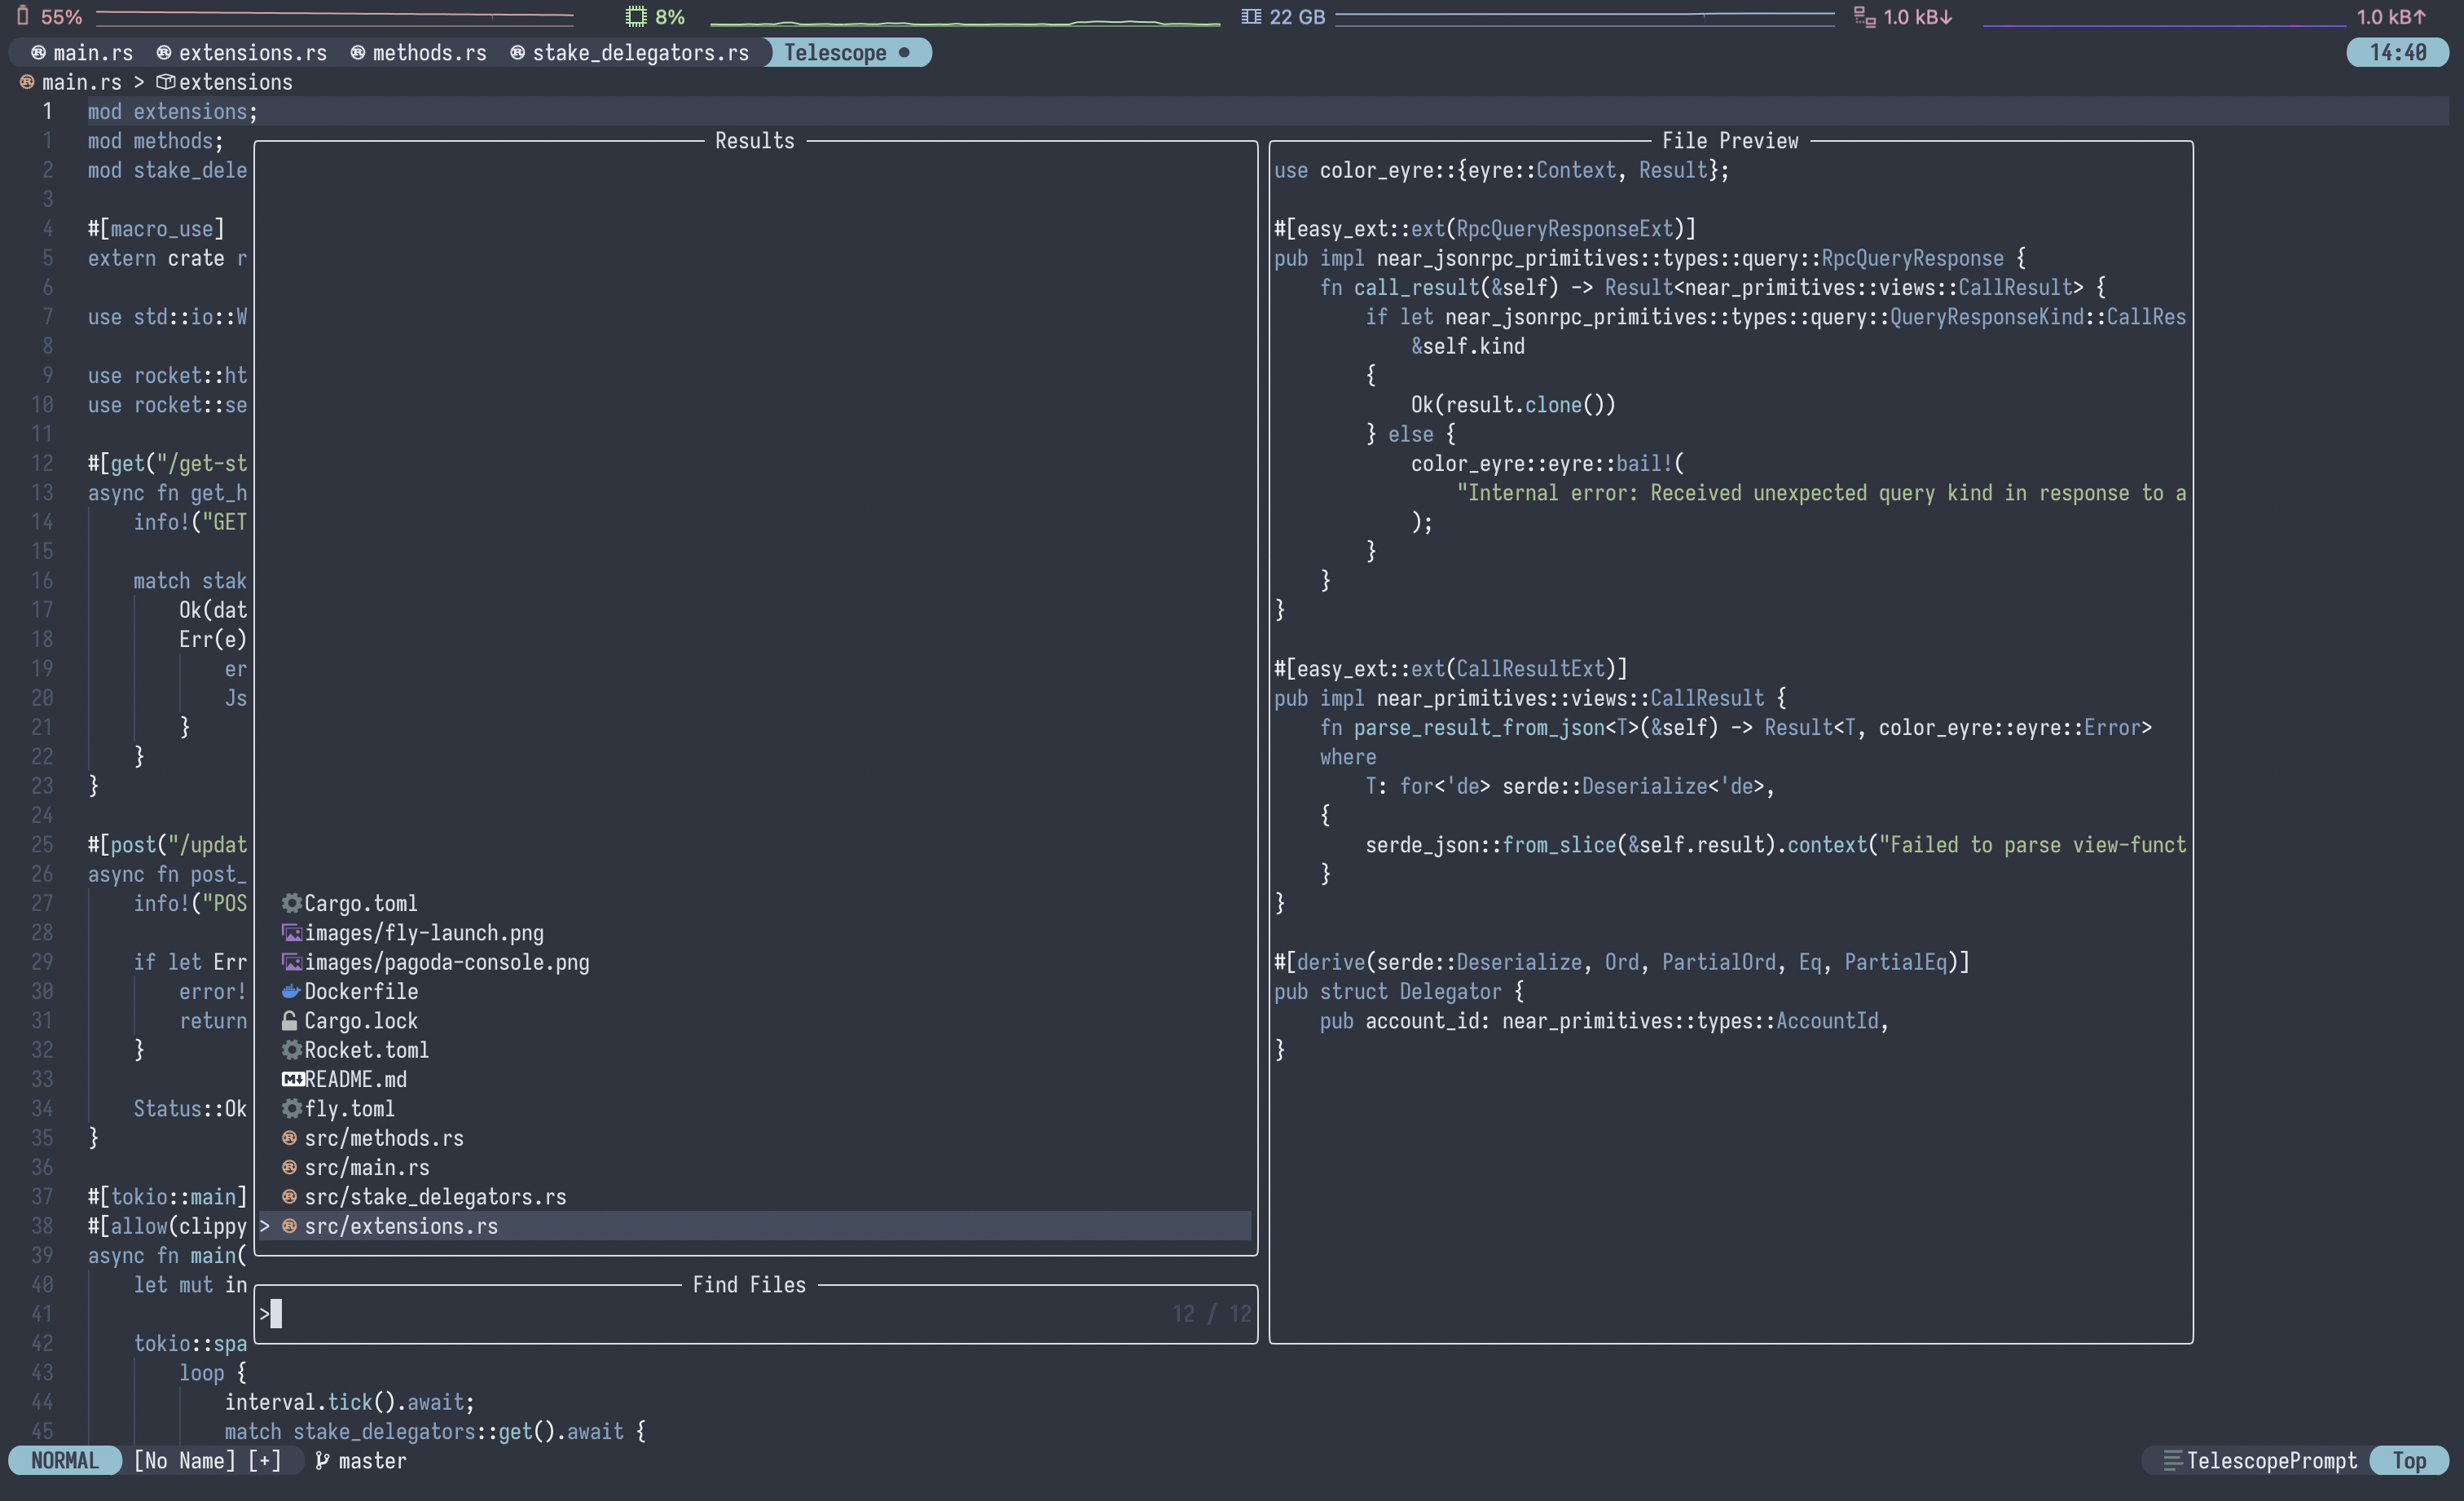 55%
8%
22 GB
1.0 kB↓
1.0 kB↑
main.rs extensions.rs methods.rs stake_delegators.rs Telescope ●
14:40
main.rs > extensions
1 mod extensions;
1 mod methods;
2 mod stake_dele
3
4 #[macro_use]
5 extern crate r
6
7 use std::io::W
8
9 use rocket::ht
10 use rocket::se
11
12 #[get("/get-st
13 async fn get_h
14 info!("GET
15
16 match stak
17 Ok(dat
18 Err(e)
19 er
20 Js
21 }
22 }
23 }
24
25 #[post("/updat
26 async fn post_
27 info!("POS
28
29 if let Err
30 error!
31 return
32 }
33
34 Status::Ok
35 }
36
37 #[tokio::main]
38 #[allow(clippy
39 async fn main(
40 let mut in
41
42 tokio::spa
43 loop {
44 interval.tick().await;
45 match stake_delegators::get().await {
Results
Cargo.toml
images/fly-launch.png
images/pagoda-console.png
Dockerfile
Cargo.lock
Rocket.toml
README.md
fly.toml
src/methods.rs
src/main.rs
src/stake_delegators.rs
> src/extensions.rs
Find Files
> 12 / 12
File Preview
use color_eyre::{eyre::Context, Result};
#[easy_ext::ext(RpcQueryResponseExt)]
pub impl near_jsonrpc_primitives::types::query::RpcQueryResponse {
fn call_result(&self) -> Result<near_primitives::views::CallResult> {
if let near_jsonrpc_primitives::types::query::QueryResponseKind::CallRes
&self.kind
{
Ok(result.clone())
} else {
color_eyre::eyre::bail!(
"Internal error: Received unexpected query kind in response to a
);
}
}
}
#[easy_ext::ext(CallResultExt)]
pub impl near_primitives::views::CallResult {
fn parse_result_from_json<T>(&self) -> Result<T, color_eyre::eyre::Error>
where
T: for<'de> serde::Deserialize<'de>,
{
serde_json::from_slice(&self.result).context("Failed to parse view-funct
}
}
#[derive(serde::Deserialize, Ord, PartialOrd, Eq, PartialEq)]
pub struct Delegator {
pub account_id: near_primitives::types::AccountId,
}
NORMAL [No Name] [+] master
TelescopePrompt Top